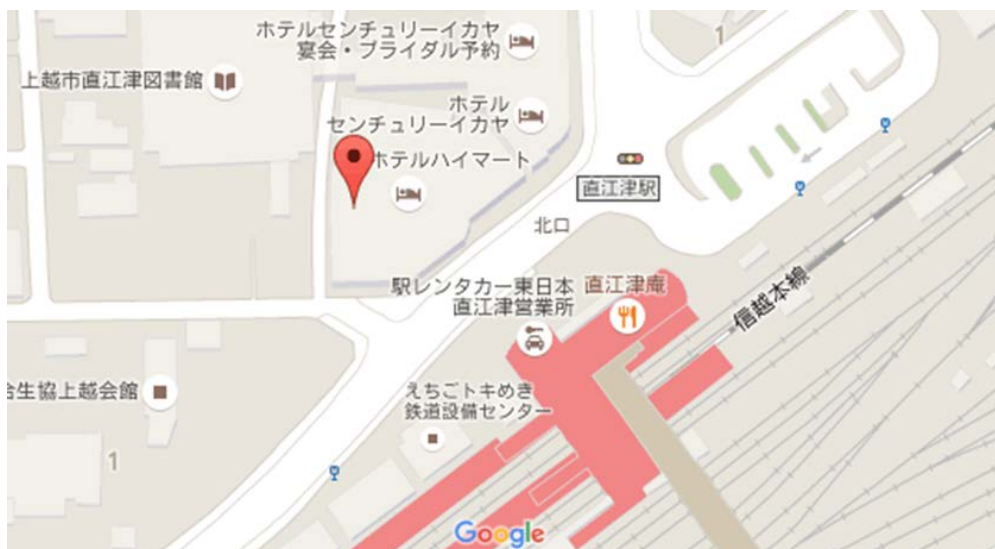 ホテルセンチュリーイカヤ
宴会・ブライダル予約
1
上越市直江津図書館
ホテル
センチュリーイカヤ
ホテルハイマート
直江津駅
北口
駅レンタカー東日本
直江津営業所
直江津庵
信越本線
合生協上越会館
えちごトキめき
鉄道設備センター
1
Google